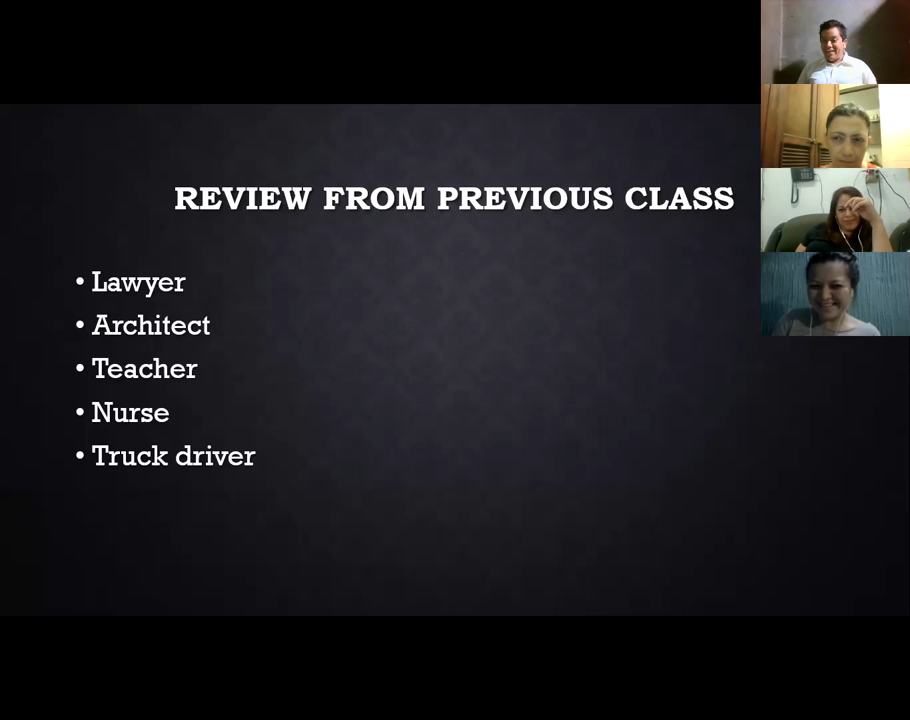 REVIEW FROM PREVIOUS CLASS
• Lawyer
• Architect
• Teacher
• Nurse
• Truck driver